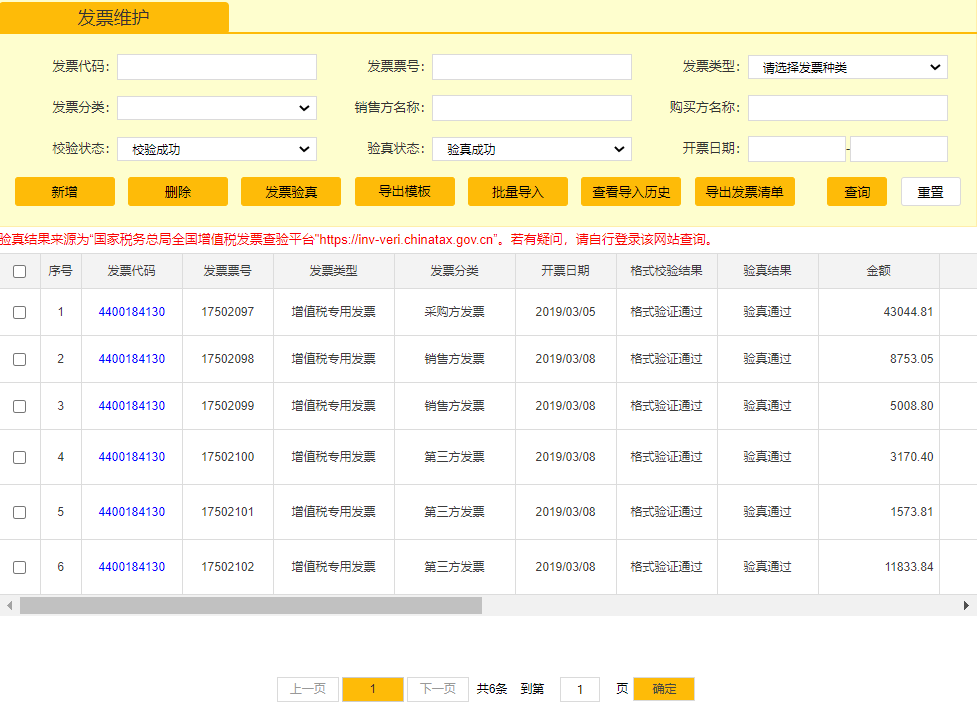 发票维护
发票代码: 发票票号: 发票类型: 请选择发票种类
发票分类: 销售方名称: 购买方名称:
校验状态: 校验成功 验真状态: 验真成功 开票日期: -
新增 删除 发票验真 导出模板 批量导入 查看导入历史 导出发票清单 查询 重置
验真结果来源为“国家税务总局全国增值税发票查验平台"https://inv-veri.chinatax.gov.cn”。若有疑问，请自行登录该网站查询。
序号 发票代码 发票票号 发票类型 发票分类 开票日期 格式校验结果 验真结果 金额
1 4400184130 17502097 增值税专用发票 采购方发票 2019/03/05 格式验证通过 验真通过 43044.81
2 4400184130 17502098 增值税专用发票 销售方发票 2019/03/08 格式验证通过 验真通过 8753.05
3 4400184130 17502099 增值税专用发票 销售方发票 2019/03/08 格式验证通过 验真通过 5008.80
4 4400184130 17502100 增值税专用发票 第三方发票 2019/03/08 格式验证通过 验真通过 3170.40
5 4400184130 17502101 增值税专用发票 第三方发票 2019/03/08 格式验证通过 验真通过 1573.81
6 4400184130 17502102 增值税专用发票 第三方发票 2019/03/08 格式验证通过 验真通过 11833.84
上一页 1 下一页 共6条 到第 1 页 确定